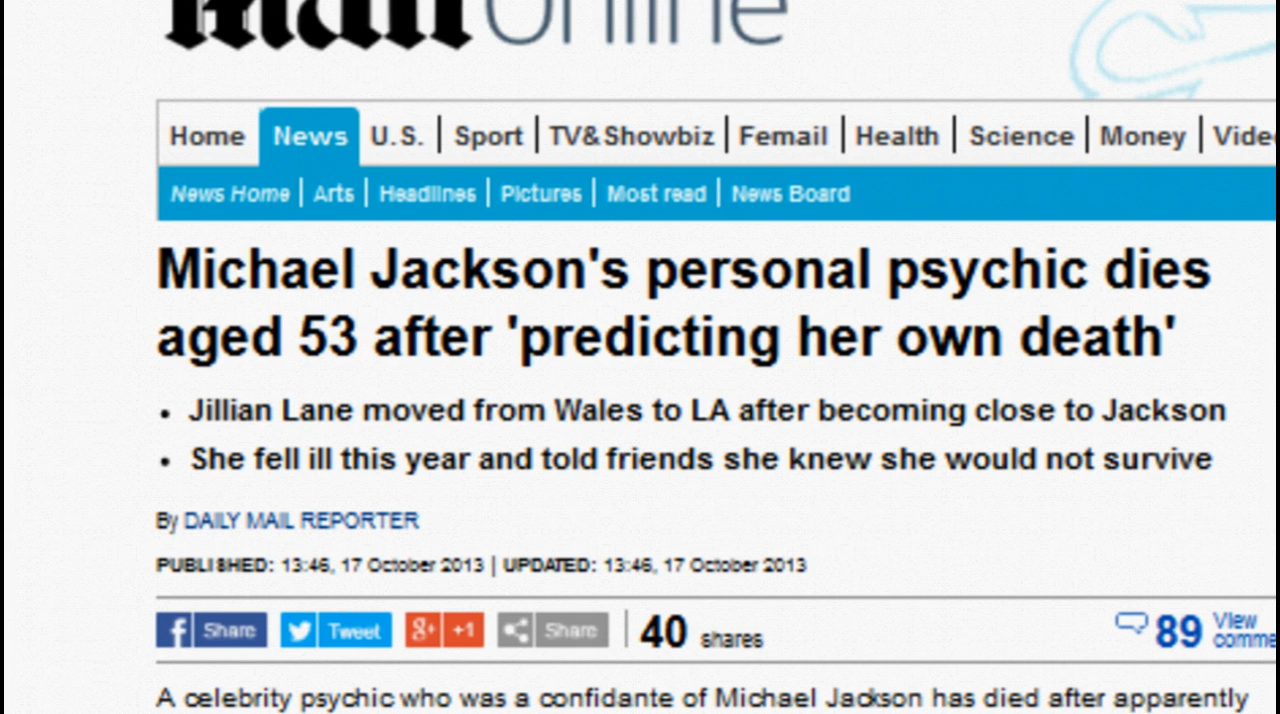 Mail Online
Home News U.S. Sport TV&Showbiz Femail Health Science Money Vide
News Home Arts Headlines Pictures Most read News Board
Michael Jackson's personal psychic dies
aged 53 after 'predicting her own death'
• Jillian Lane moved from Wales to LA after becoming close to Jackson
• She fell ill this year and told friends she knew she would not survive
By DAILY MAIL REPORTER
PUBLISHED: 13:46, 17 October 2013 | UPDATED: 13:46, 17 October 2013
f Share Tweet g+ +1 Share 40 shares 89 View
comme
A celebrity psychic who was a confidante of Michael Jackson has died after apparently